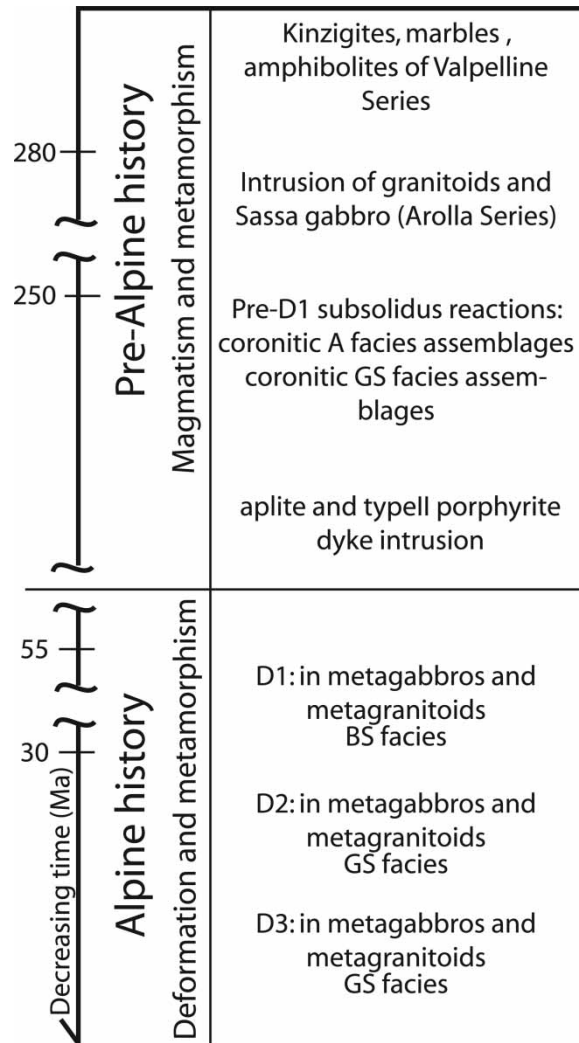 Kinzigites, marbles ,
amphibolites of Valpelline
Series
280
Intrusion of granitoids and
Sassa gabbro (Arolla Series)
250
Pre-D1 subsolidus reactions:
coronitic A facies assemblages
coronitic GS facies assem-
blages
aplite and typeII porphyrite
dyke intrusion
Pre-Alpine history
Magmatism and metamorphism
55
D1: in metagabbros and
metagranitoids
BS facies
30
D2: in metagabbros and
metagranitoids
GS facies
D3: in metagabbros and
metagranitoids
GS facies
Alpine history
Deformation and metamorphism
Decreasing time (Ma)